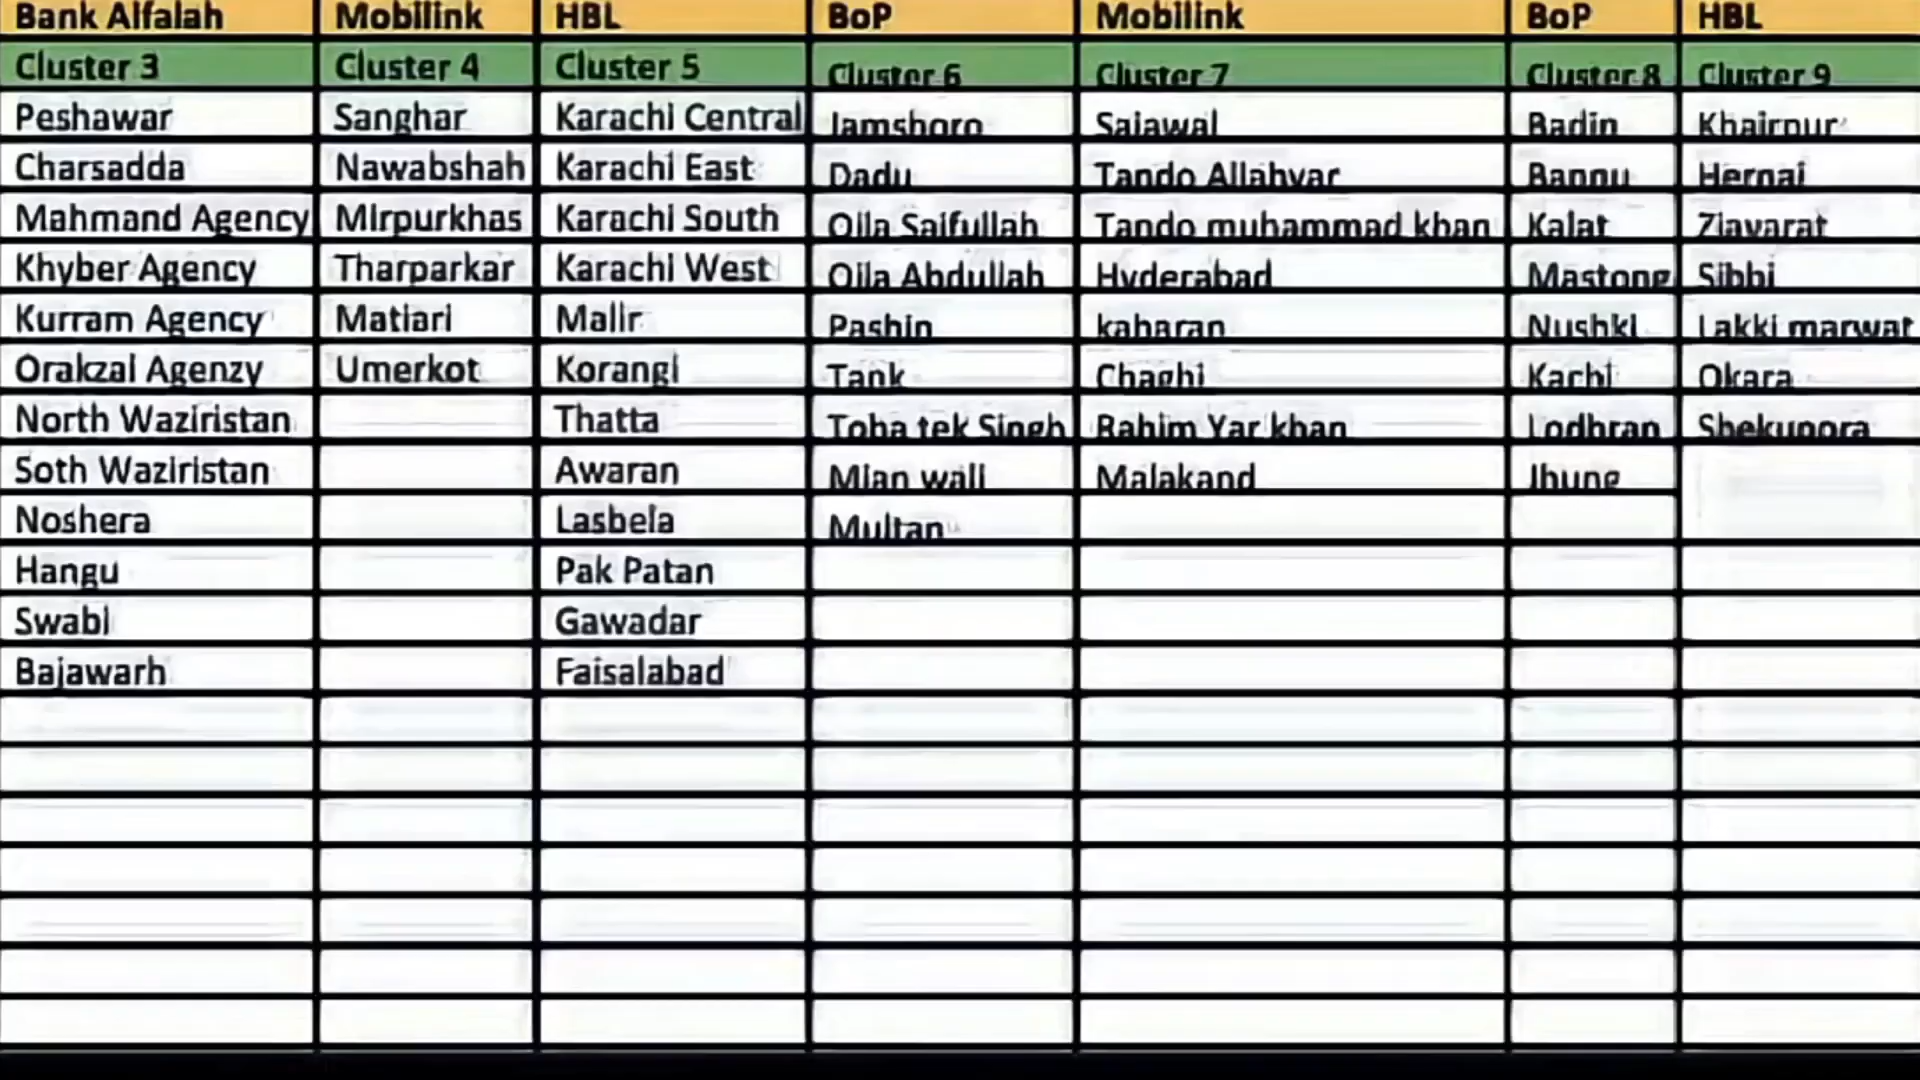 Bank Alfalah Mobilink HBL BoP Mobilink BoP HBL
Cluster 3 Cluster 4 Cluster 5 Cluster 6 Cluster 7 Cluster 8 Cluster 9
Peshawar Sanghar Karachi Central Jamshoro Sajawal Badin Khairpur
Charsadda Nawabshah Karachi East Dadu Tando Allahyar Bannu Hernai
Mahmand Agency Mirpurkhas Karachi South Qila Saifullah Tando muhammad khan Kalat Ziavarat
Khyber Agency Tharparkar Karachi West Qila Abdullah Hyderabad Mastong Sibbi
Kurram Agency Matiari Malir Pashin kaharan Nushki Lakki marwat
Orakzai Agenzy Umerkot Korangi Tank Chaghi Kachi Okara
North Waziristan Thatta Toba tek Singh Rahim Yar khan Lodhran Shekupora
Soth Waziristan Awaran Mian wali Malakand Jhung
Noshera Lasbela Multan
Hangu Pak Patan
Swabi Gawadar
Bajawarh Faisalabad